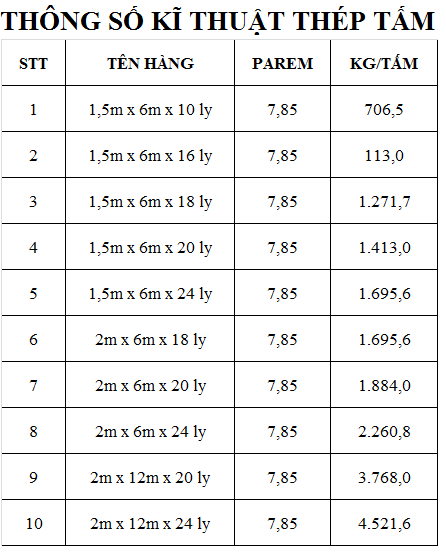 THÔNG SỐ KĨ THUẬT THÉP TẤM
STT TÊN HÀNG PAREM KG/TẤM
1 1,5m x 6m x 10 ly 7,85 706,5
2 1,5m x 6m x 16 ly 7,85 113,0
3 1,5m x 6m x 18 ly 7,85 1.271,7
4 1,5m x 6m x 20 ly 7,85 1.413,0
5 1,5m x 6m x 24 ly 7,85 1.695,6
6 2m x 6m x 18 ly 7,85 1.695,6
7 2m x 6m x 20 ly 7,85 1.884,0
8 2m x 6m x 24 ly 7,85 2.260,8
9 2m x 12m x 20 ly 7,85 3.768,0
10 2m x 12m x 24 ly 7,85 4.521,6